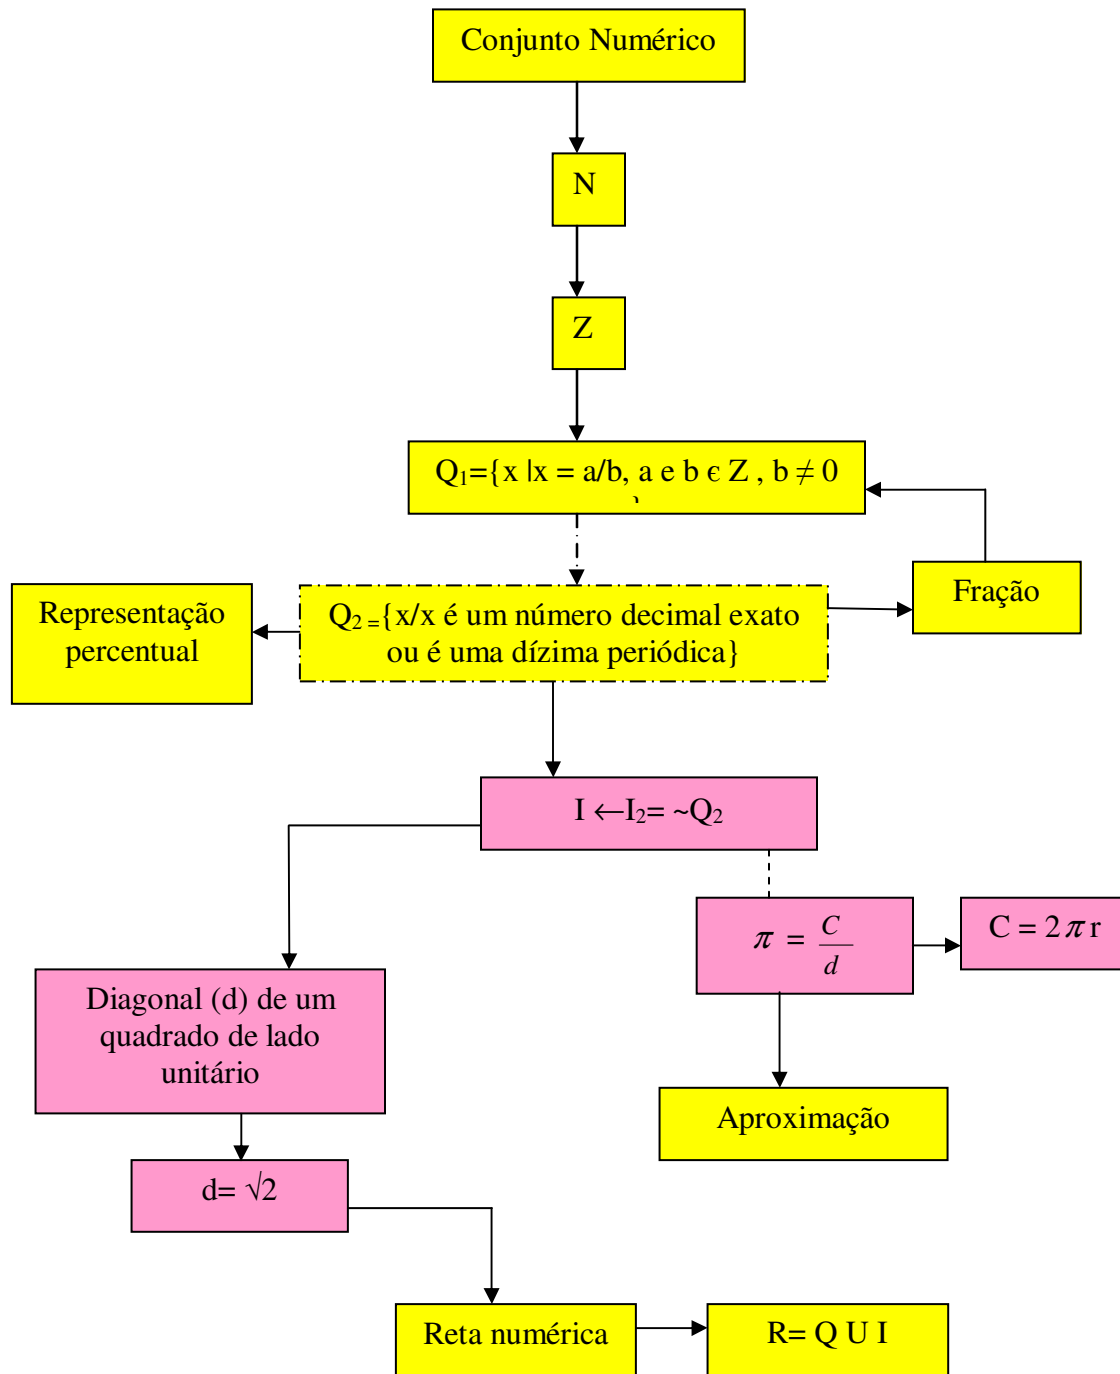 Conjunto Numérico
N
Z
Q₁={x |x = a/b, a e b є Z , b ≠ 0
}
Fração
Representação
percentual
Q₂ ={x/x é um número decimal exato
ou é uma dízima periódica}
I ←I₂= ~Q₂
π = C/d
C = 2 π r
Diagonal (d) de um
quadrado de lado
unitário
Aproximação
d= √2
Reta numérica
R= Q U I